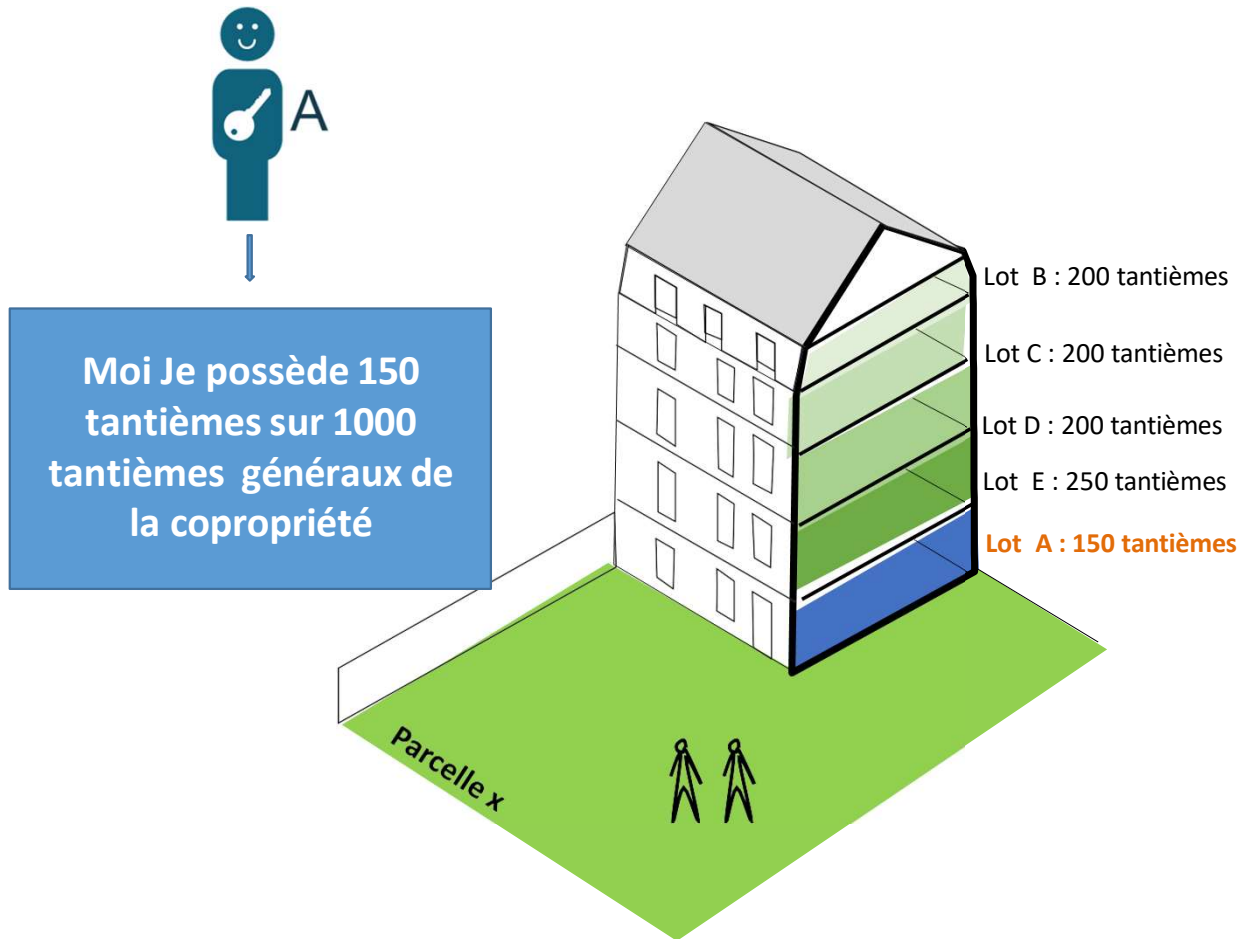 A
Moi Je possède 150
tantièmes sur 1000
tantièmes généraux de
la copropriété
Lot B : 200 tantièmes
Lot C : 200 tantièmes
Lot D : 200 tantièmes
Lot E : 250 tantièmes
Lot A : 150 tantièmes
Parcelle x